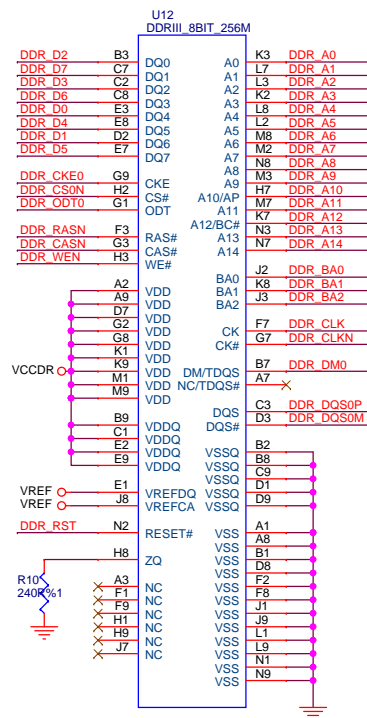 U12
DDRIII_8BIT_256M
DDR_D2 B3 DQ0 A0 K3 DDR_A0
DDR_D7 C7 DQ1 A1 L7 DDR_A1
DDR_D3 C2 DQ2 A2 L3 DDR_A2
DDR_D6 C8 DQ3 A3 K2 DDR_A3
DDR_D0 E3 DQ4 A4 L8 DDR_A4
DDR_D4 E8 DQ5 A5 L2 DDR_A5
DDR_D1 D2 DQ6 A6 M8 DDR_A6
DDR_D5 E7 DQ7 A7 M2 DDR_A7
A8 N8 DDR_A8
DDR_CKE0 G9 CKE A9 M3 DDR_A9
DDR_CS0N H2 CS# A10/AP H7 DDR_A10
DDR_ODT0 G1 ODT A11 M7 DDR_A11
A12/BC# K7 DDR_A12
DDR_RASN F3 RAS# A13 N3 DDR_A13
DDR_CASN G3 CAS# A14 N7 DDR_A14
DDR_WEN H3 WE#
BA0 J2 DDR_BA0
A2 VDD BA1 K8 DDR_BA1
A9 VDD BA2 J3 DDR_BA2
D7 VDD
G2 VDD CK F7 DDR_CLK
G8 VDD CK# G7 DDR_CLKN
K1 VDD
VCCDR K9 VDD DM/TDQS B7 DDR_DM0
M1 VDD NC/TDQS# A7
M9 VDD
DQS C3 DDR_DQS0P
B9 VDDQ DQS# D3 DDR_DQS0M
C1 VDDQ
E2 VDDQ VSSQ B2
E9 VDDQ VSSQ B8
VSSQ C9
VREF E1 VREFDQ VSSQ D1
VREF J8 VREFCA VSSQ D9
DDR_RST N2 RESET# VSS A1
VSS A8
H8 ZQ VSS B1
VSS D8
R10 A3 NC VSS F2
240R%1 F1 NC VSS F8
F9 NC VSS J1
H1 NC VSS J9
H9 NC VSS L1
J7 NC VSS L9
VSS N1
VSS N9